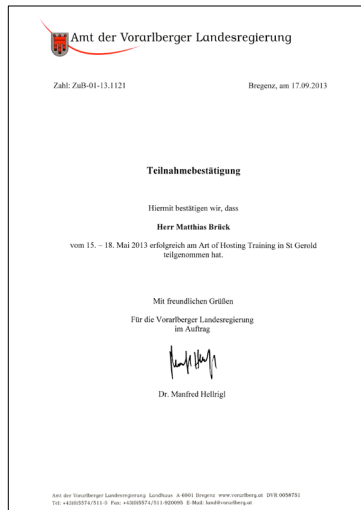 Amt der Vorarlberger Landesregierung
Zahl: ZuB-01-13.1121
Bregenz, am 17.09.2013
Teilnahmebestätigung
Hiermit bestätigen wir, dass
Herr Matthias Brück
vom 15. – 18. Mai 2013 erfolgreich am Art of Hosting Training in St Gerold
teilgenommen hat.
Mit freundlichen Grüßen
Für die Vorarlberger Landesregierung
im Auftrag
Dr. Manfred Hellrigl
Amt der Vorarlberger Landesregierung Landhaus A-6901 Bregenz www.vorarlberg.at DVR 0058751
Tel: +43(0)5574/511-0 Fax: +43(0)5574/511-920095 E-Mail: land@vorarlberg.at